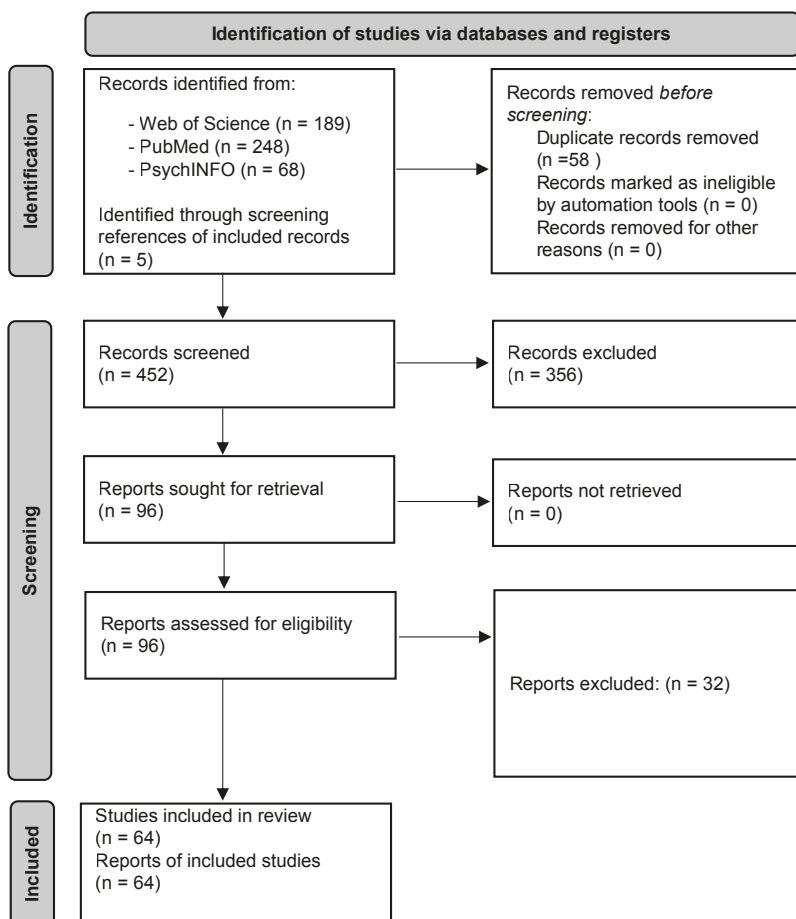 Identification of studies via databases and registers
Identification
Records identified from:
- Web of Science (n = 189)
- PubMed (n = 248)
- PsychINFO (n = 68)
Identified through screening
references of included records
(n = 5)
Records removed before
screening:
Duplicate records removed
(n =58 )
Records marked as ineligible
by automation tools (n = 0)
Records removed for other
reasons (n = 0)
Screening
Records screened
(n = 452)
Records excluded
(n = 356)
Reports sought for retrieval
(n = 96)
Reports not retrieved
(n = 0)
Reports assessed for eligibility
(n = 96)
Reports excluded: (n = 32)
Included
Studies included in review
(n = 64)
Reports of included studies
(n = 64)